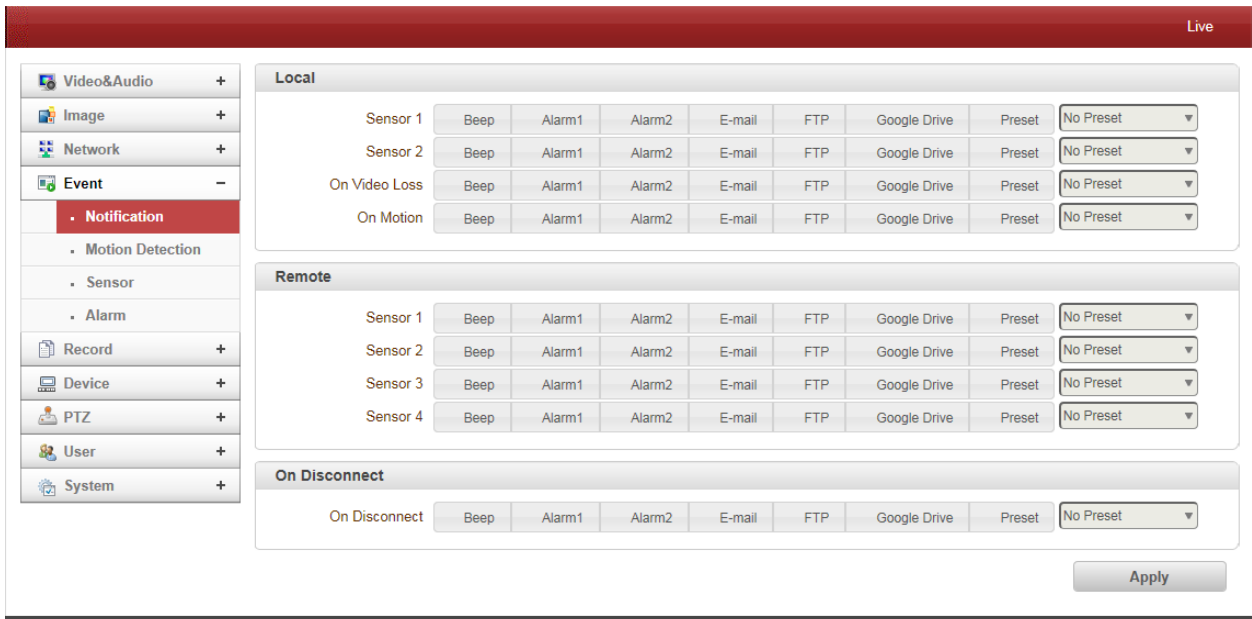 Live
Video&Audio +
Image +
Network +
Event −
Notification
Motion Detection
Sensor
Alarm
Record +
Device +
PTZ +
User +
System +
Local
Sensor 1 Beep Alarm1 Alarm2 E-mail FTP Google Drive Preset No Preset
Sensor 2 Beep Alarm1 Alarm2 E-mail FTP Google Drive Preset No Preset
On Video Loss Beep Alarm1 Alarm2 E-mail FTP Google Drive Preset No Preset
On Motion Beep Alarm1 Alarm2 E-mail FTP Google Drive Preset No Preset
Remote
Sensor 1 Beep Alarm1 Alarm2 E-mail FTP Google Drive Preset No Preset
Sensor 2 Beep Alarm1 Alarm2 E-mail FTP Google Drive Preset No Preset
Sensor 3 Beep Alarm1 Alarm2 E-mail FTP Google Drive Preset No Preset
Sensor 4 Beep Alarm1 Alarm2 E-mail FTP Google Drive Preset No Preset
On Disconnect
On Disconnect Beep Alarm1 Alarm2 E-mail FTP Google Drive Preset No Preset
Apply